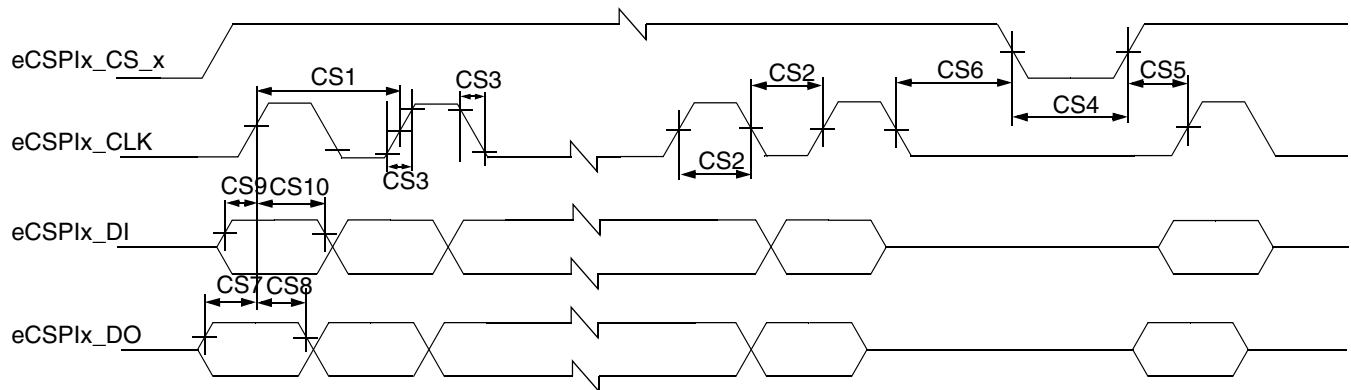 eCSPIx_CS_x
CS1
CS3
CS2
CS6
CS5
CS4
eCSPIx_CLK
CS3
CS2
CS9
CS10
eCSPIx_DI
CS7
CS8
eCSPIx_DO